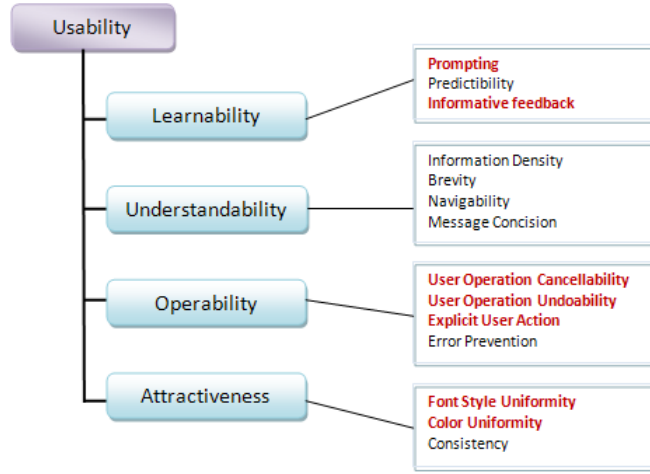 Usability
Learnability
Prompting
Predictibility
Informative feedback
Understandability
Information Density
Brevity
Navigability
Message Concision
Operability
User Operation Cancellability
User Operation Undoability
Explicit User Action
Error Prevention
Attractiveness
Font Style Uniformity
Color Uniformity
Consistency